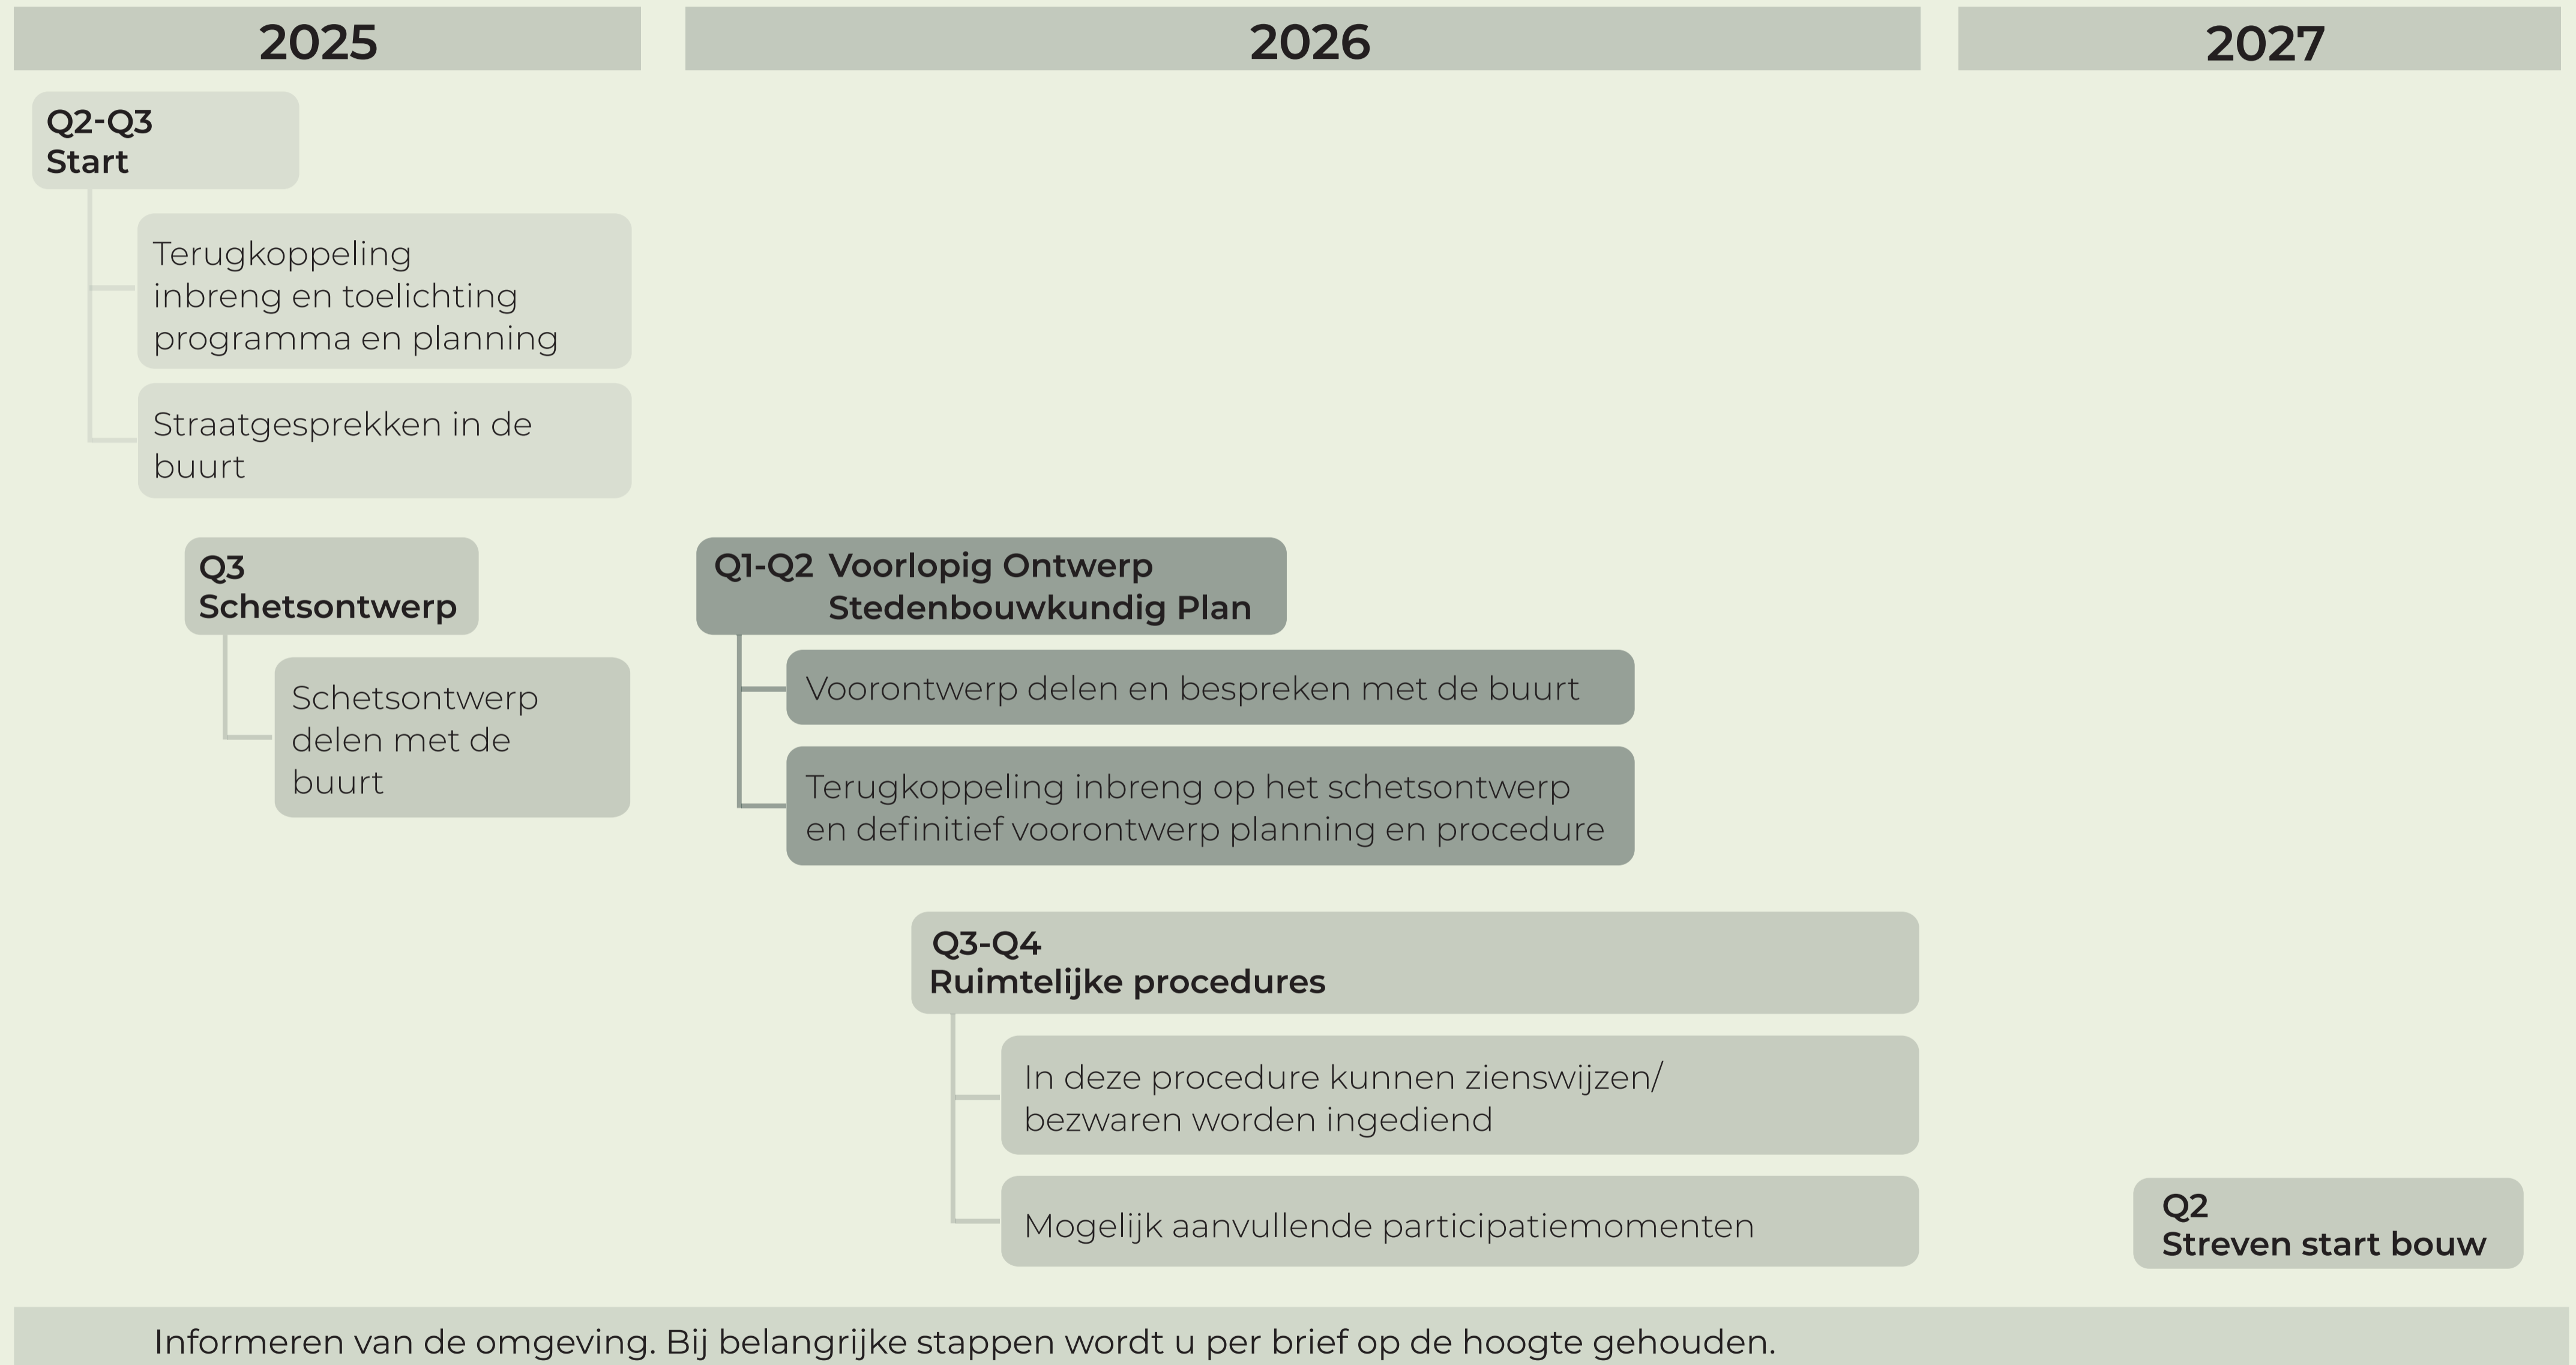 2025
2026
2027
Q2-Q3
Start
Terugkoppeling
inbreng en toelichting
programma en planning
Straatgesprekken in de
buurt
Q3
Schetsontwerp
Schetsontwerp
delen met de
buurt
Q1-Q2 Voorlopig Ontwerp
Stedenbouwkundig Plan
Voorontwerp delen en bespreken met de buurt
Terugkoppeling inbreng op het schetsontwerp
en definitief voorontwerp planning en procedure
Q3-Q4
Ruimtelijke procedures
In deze procedure kunnen zienswijzen/
bezwaren worden ingediend
Mogelijk aanvullende participatiemomenten
Q2
Streven start bouw
Informeren van de omgeving. Bij belangrijke stappen wordt u per brief op de hoogte gehouden.